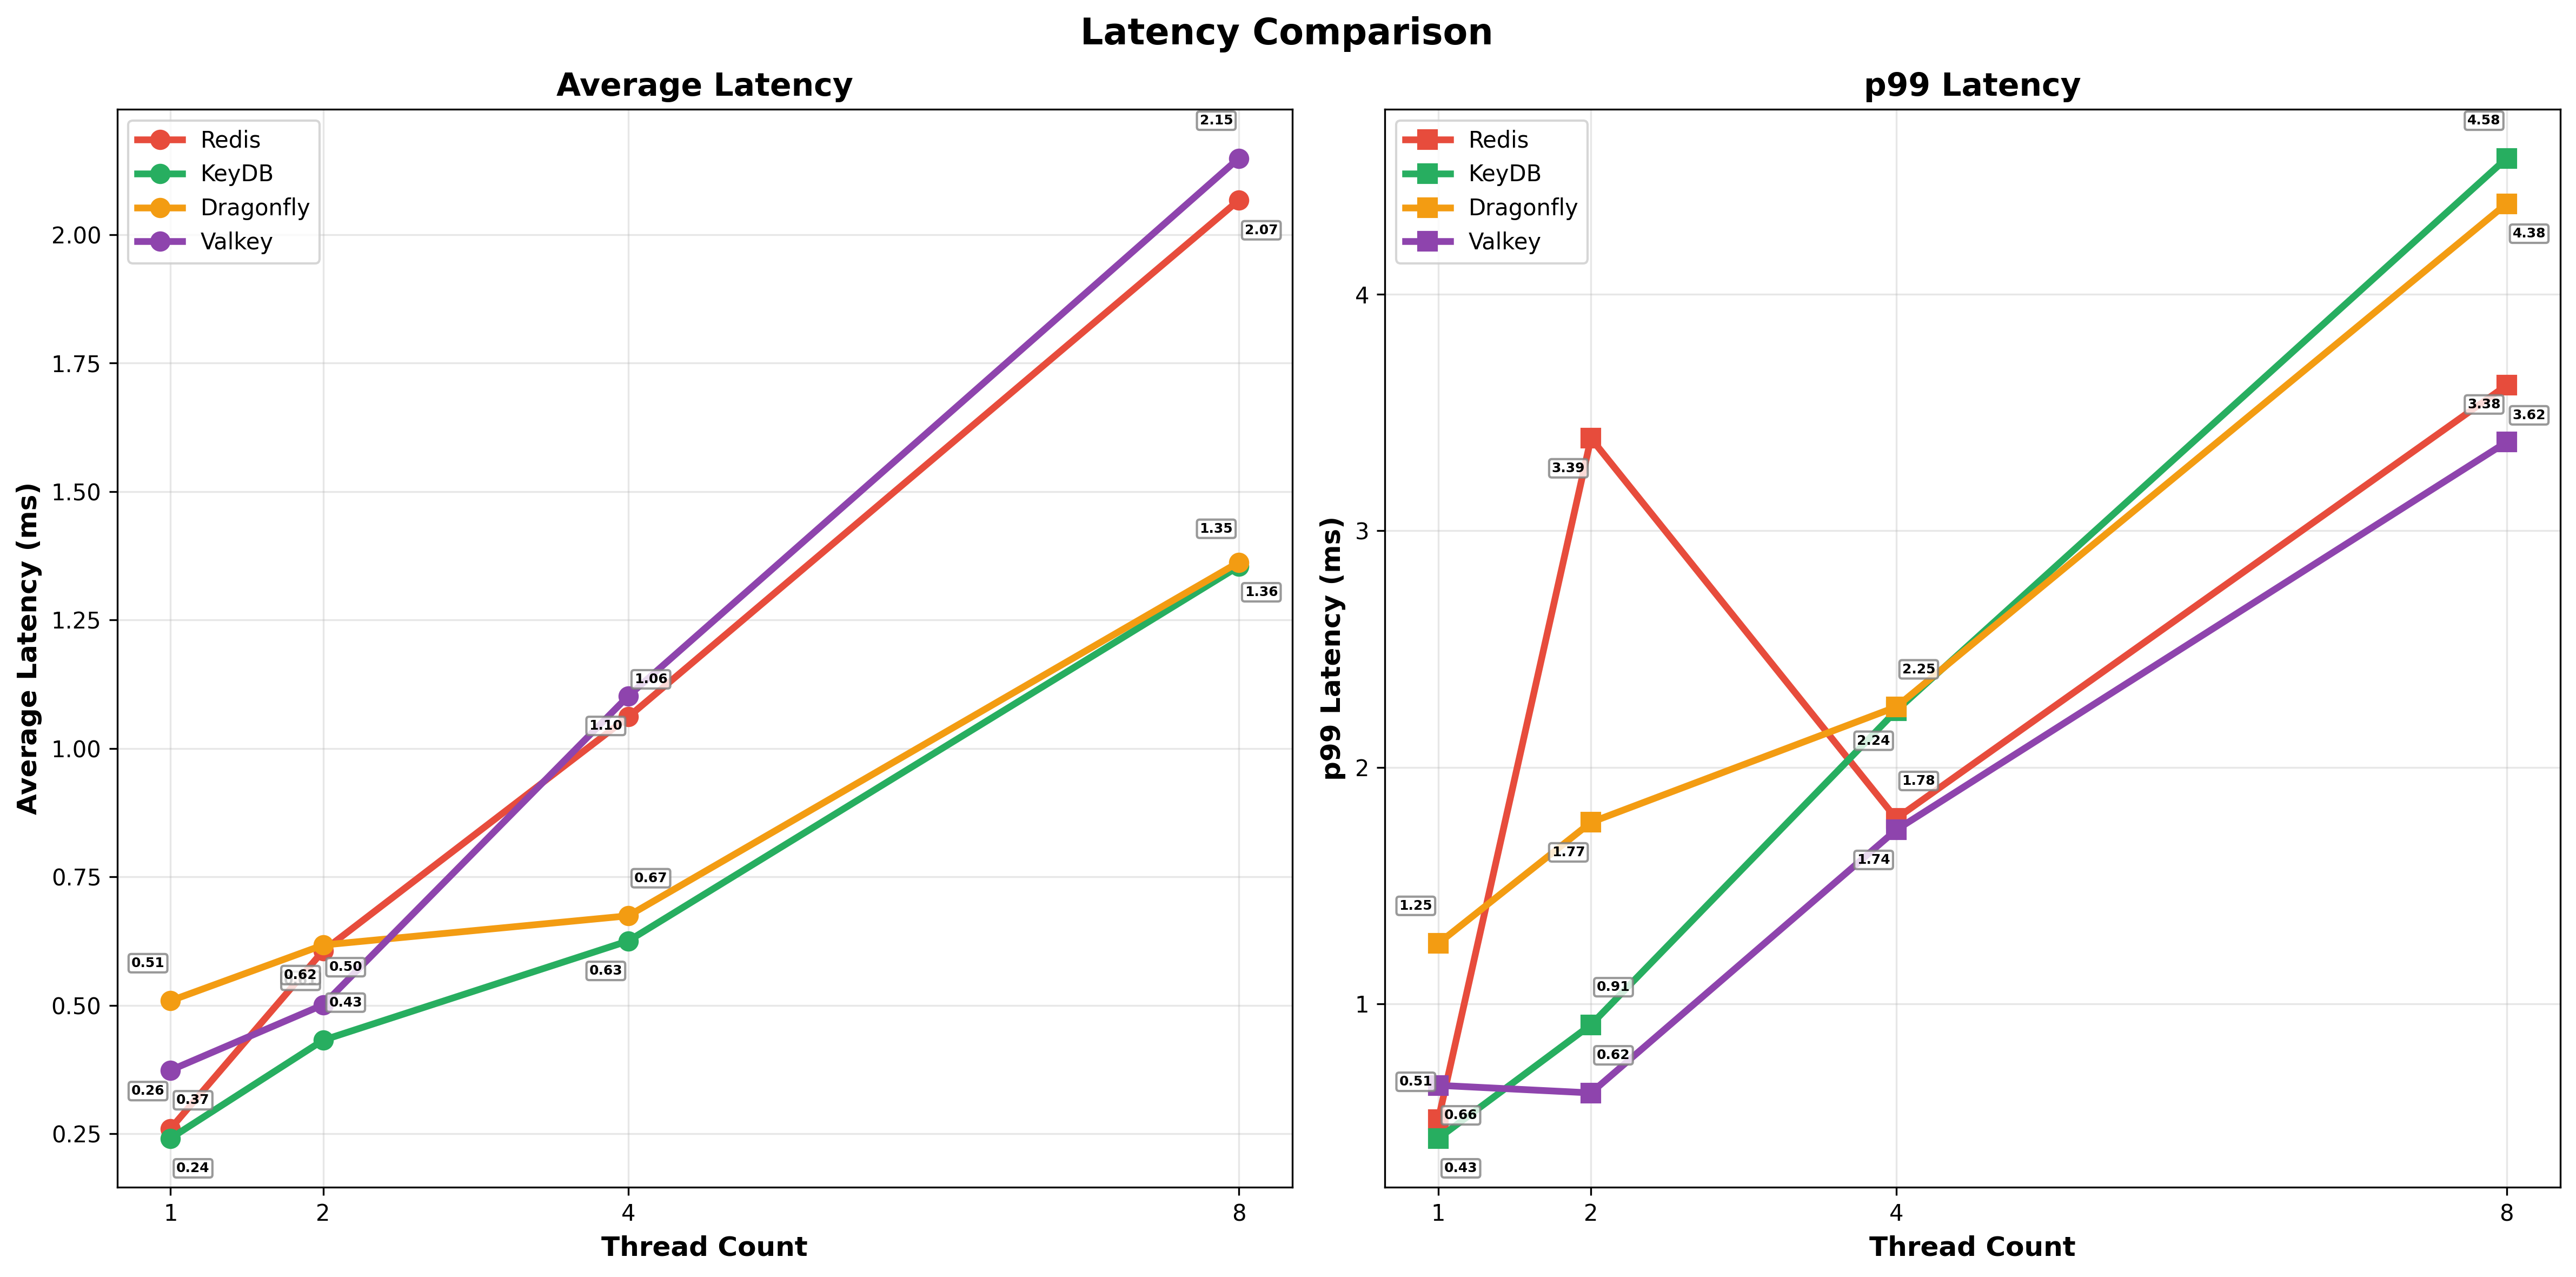 Latency Comparison
Average Latency
Redis
KeyDB
Dragonfly
Valkey
2.15
2.07
1.35
1.36
1.06
1.10
0.67
0.63
0.51
0.62
0.50
0.43
0.26
0.37
0.24
2.00
1.75
1.50
1.25
1.00
0.75
0.50
0.25
Average Latency (ms)
1 2 4 8
Thread Count
p99 Latency
Redis
KeyDB
Dragonfly
Valkey
4.58
4.38
3.38
3.62
3.39
2.25
2.24
1.78
1.77
1.74
1.25
0.91
0.62
0.51
0.66
0.43
4
3
2
1
p99 Latency (ms)
1 2 4 8
Thread Count